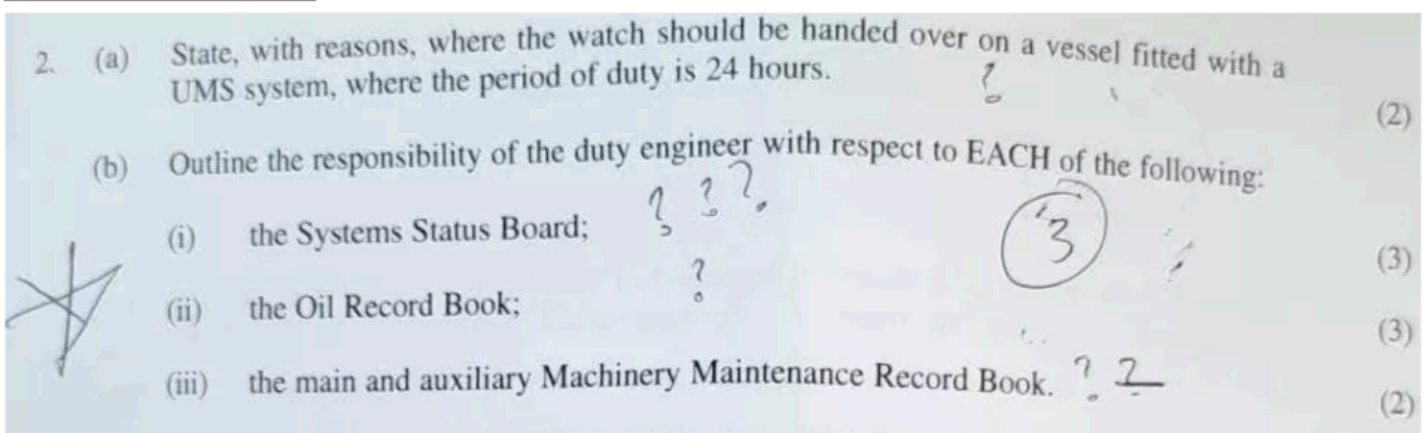 2. (a) State, with reasons, where the watch should be handed over on a vessel fitted with a
UMS system, where the period of duty is 24 hours.
?
(2)
(b) Outline the responsibility of the duty engineer with respect to EACH of the following:
? ? ?
(i) the Systems Status Board;
3
(3)
?
(ii) the Oil Record Book;
(3)
(iii) the main and auxiliary Machinery Maintenance Record Book. ? 2
(2)